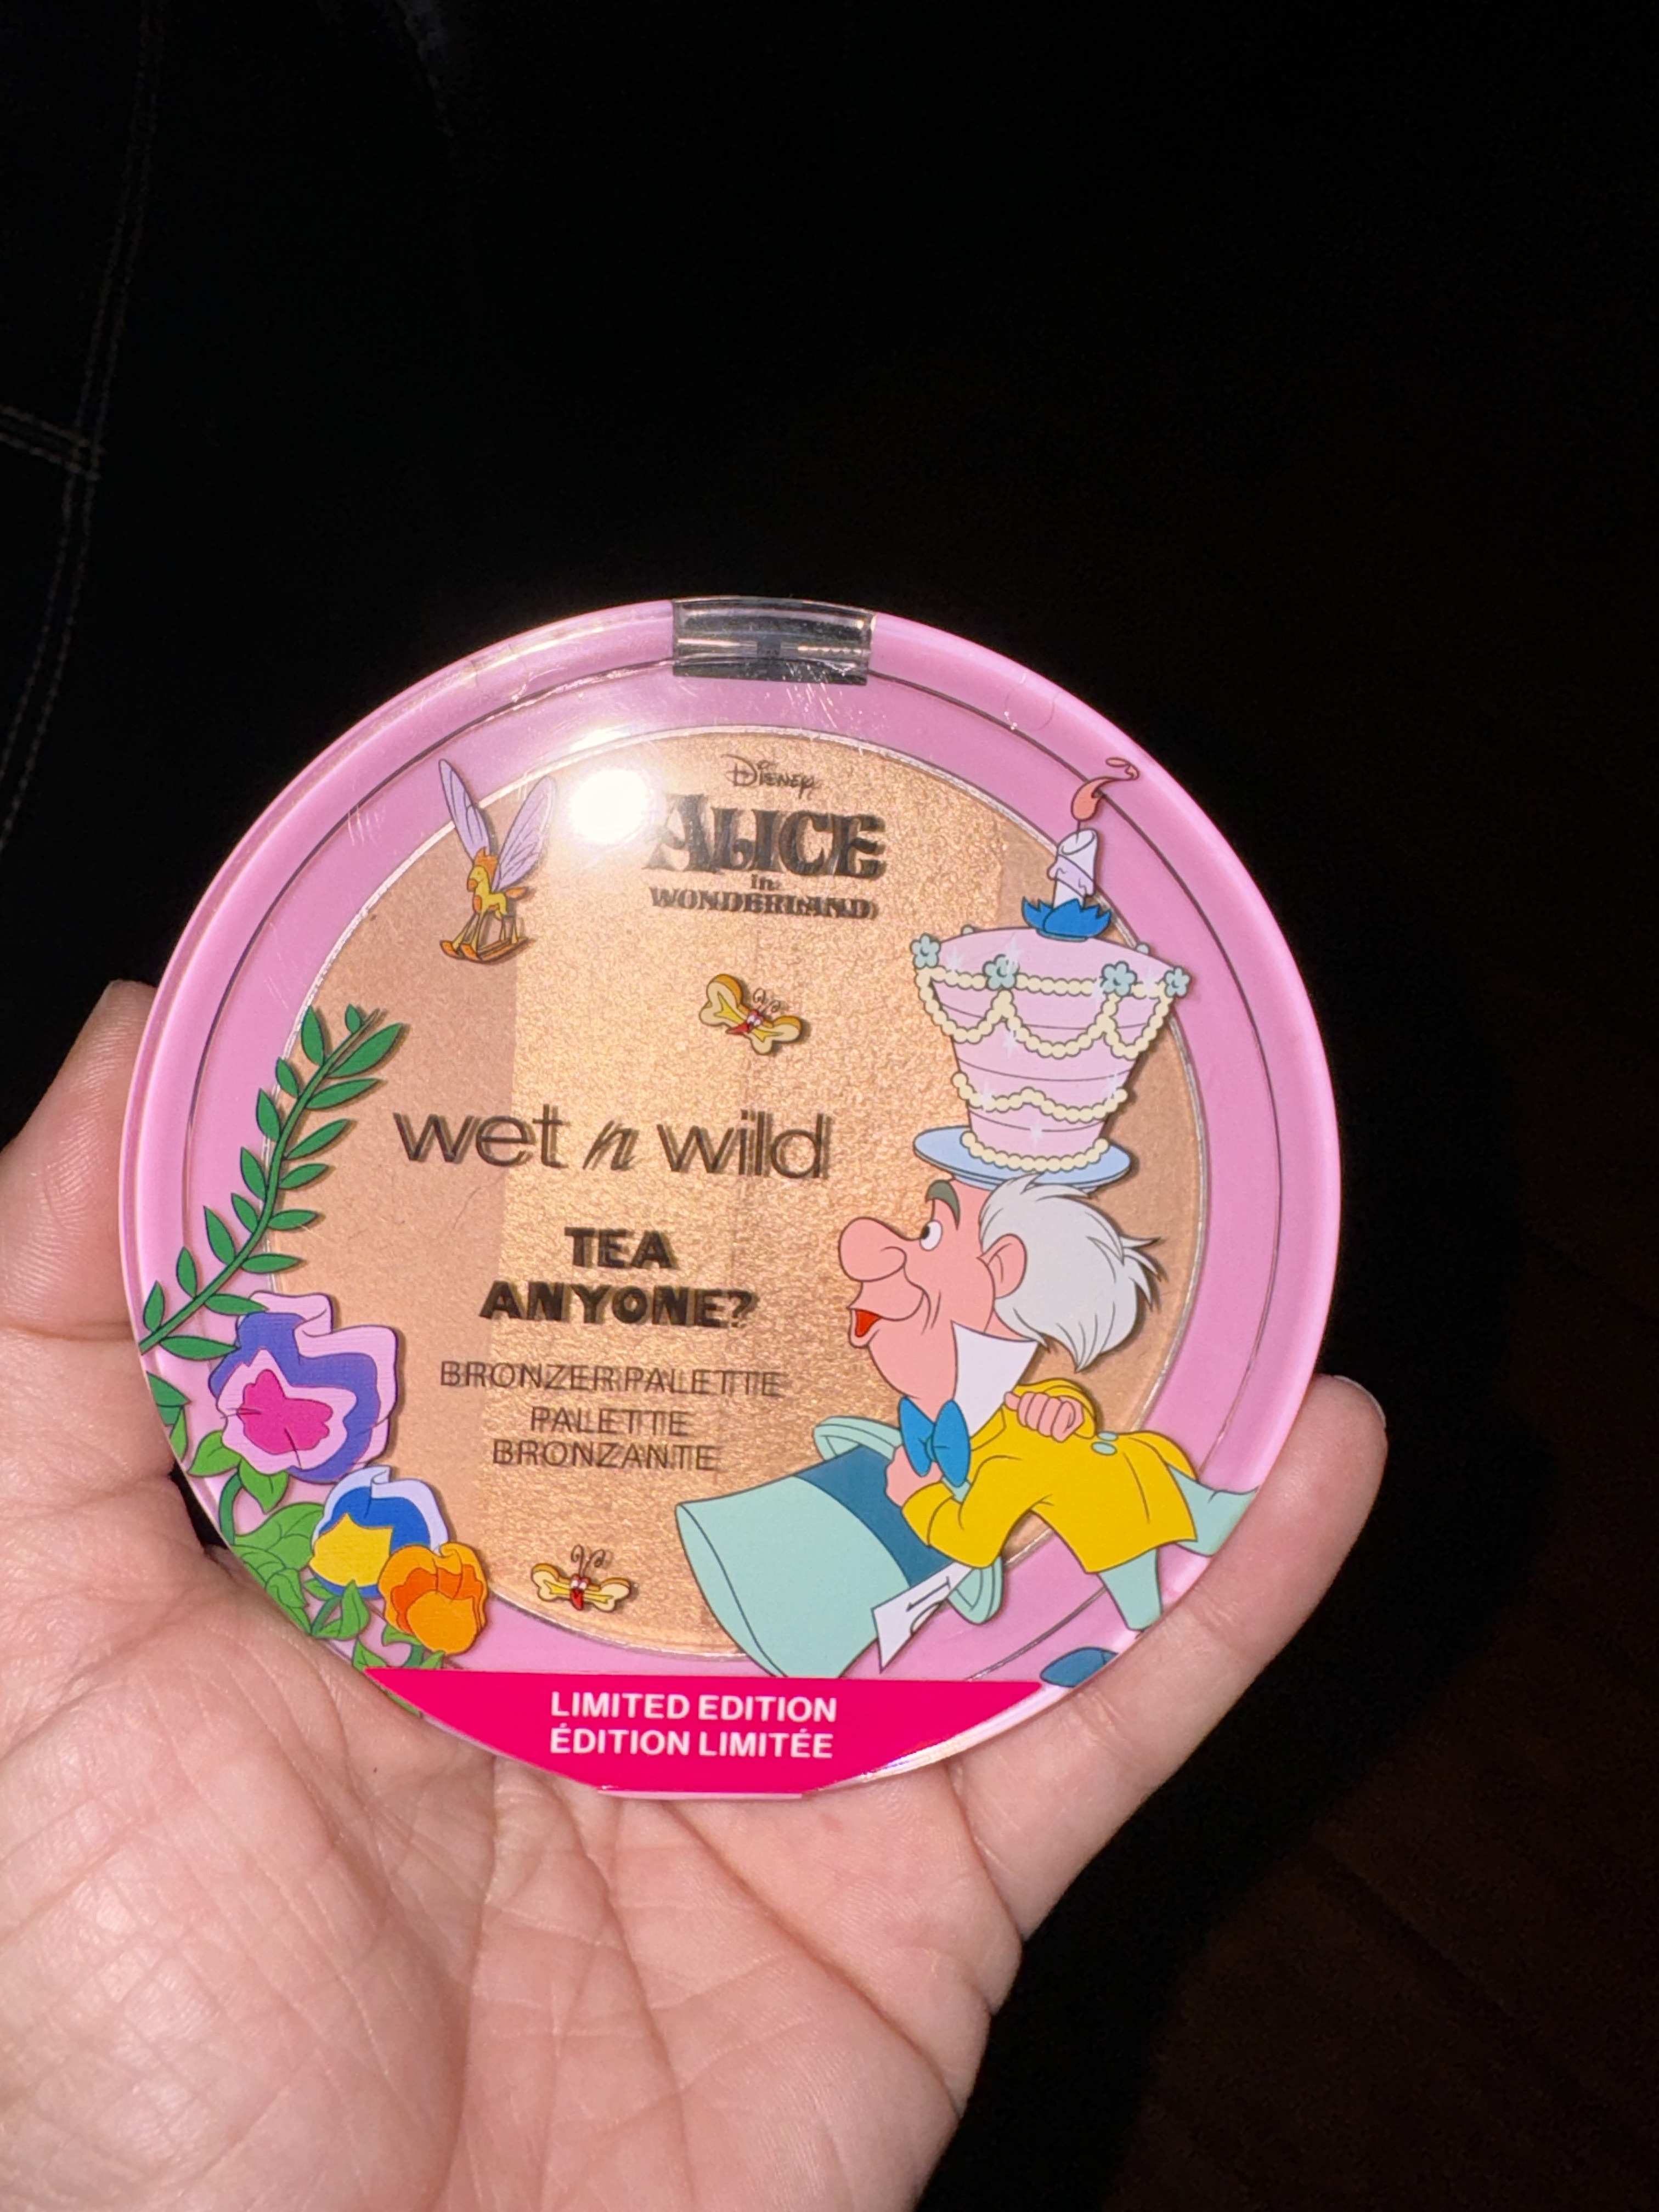 Disney
ALICE
in
WONDERLAND
wet n wild
TEA
ANYONE?
BRONZER PALETTE
PALETTE
BRONZANTE
LIMITED EDITION
ÉDITION LIMITÉE